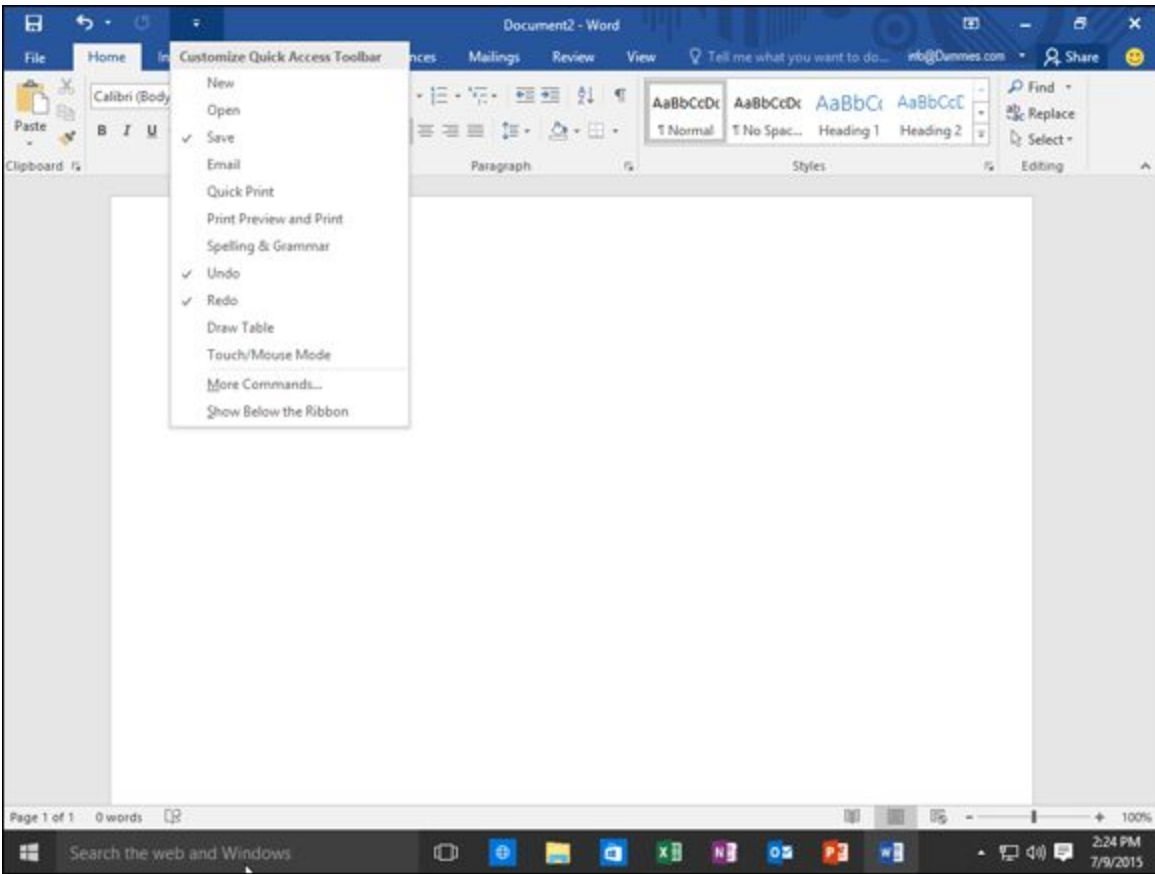 Document2 - Word
File Home In
nces Mailings Review View Tell me what you want to do... info@Dummies.com Share
Customize Quick Access Toolbar
New
Open
Save
Email
Quick Print
Print Preview and Print
Spelling & Grammar
Undo
Redo
Draw Table
Touch/Mouse Mode
More Commands...
Show Below the Ribbon
Paste
Clipboard
Calibri (Body
B I U
Paragraph
AaBbCcDc AaBbCcDc AaBbCc AaBbCcC
¶ Normal ¶ No Spac... Heading 1 Heading 2
Styles
Find
Replace
Select
Editing
Page 1 of 1 0 words
100%
Search the web and Windows
2:24 PM
7/9/2015